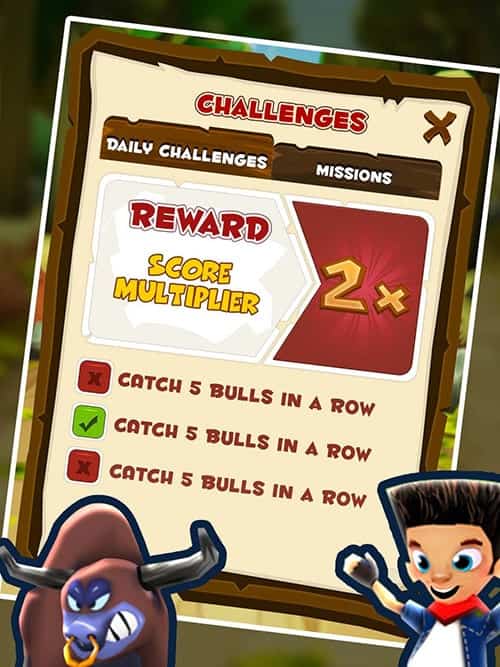 CHALLENGES
DAILY CHALLENGES
MISSIONS
REWARD
SCORE
MULTIPLIER
2x
CATCH 5 BULLS IN A ROW
CATCH 5 BULLS IN A ROW
CATCH 5 BULLS IN A ROW